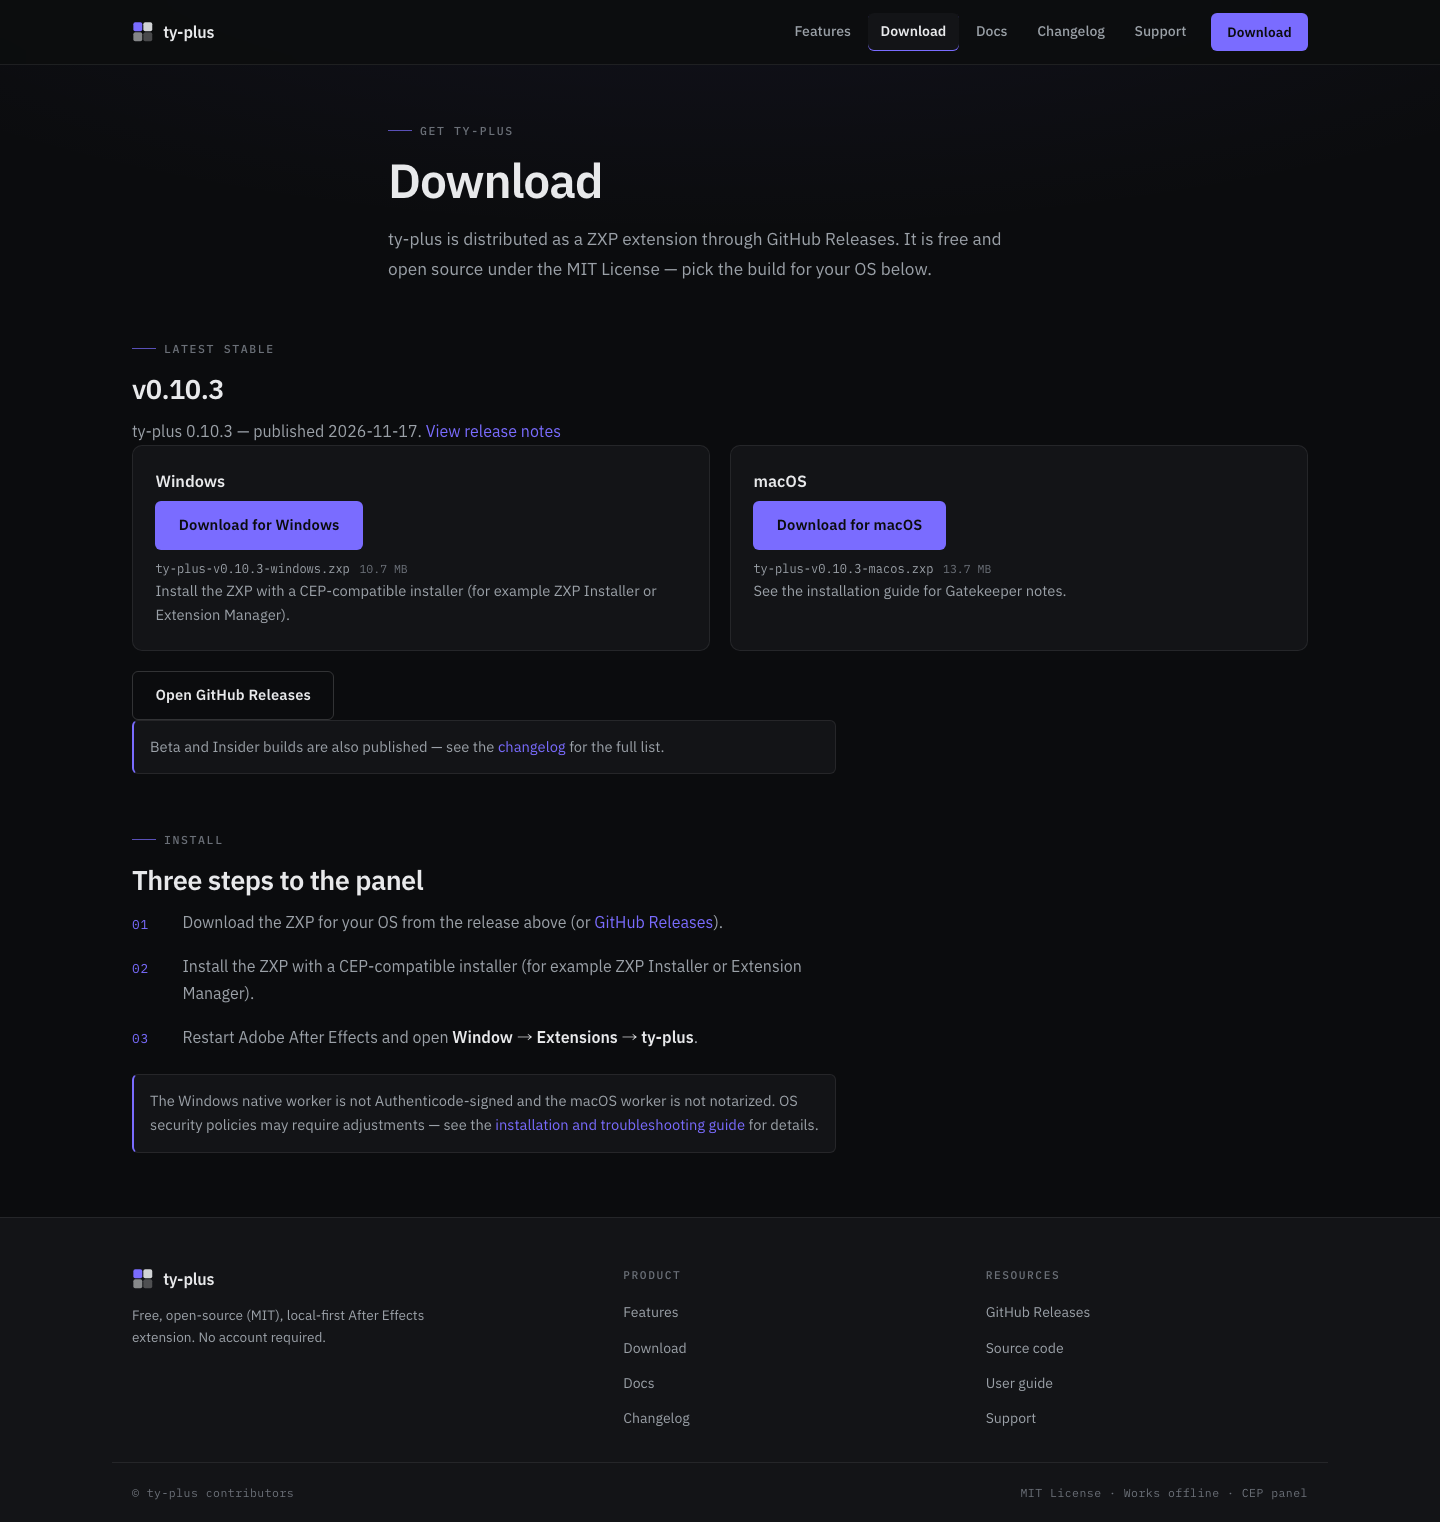 ty-plus
Features
Download
Docs
Changelog
Support
Download
GET TY-PLUS
Download
ty-plus is distributed as a ZXP extension through GitHub Releases. It is free and
open source under the MIT License — pick the build for your OS below.
LATEST STABLE
v0.10.3
ty-plus 0.10.3 — published 2026-11-17. View release notes
Windows
Download for Windows
ty-plus-v0.10.3-windows.zxp 10.7 MB
Install the ZXP with a CEP-compatible installer (for example ZXP Installer or
Extension Manager).
macOS
Download for macOS
ty-plus-v0.10.3-macos.zxp 13.7 MB
See the installation guide for Gatekeeper notes.
Open GitHub Releases
Beta and Insider builds are also published — see the changelog for the full list.
INSTALL
Three steps to the panel
01 Download the ZXP for your OS from the release above (or GitHub Releases).
02 Install the ZXP with a CEP-compatible installer (for example ZXP Installer or Extension
Manager).
03 Restart Adobe After Effects and open Window → Extensions → ty-plus.
The Windows native worker is not Authenticode-signed and the macOS worker is not notarized. OS
security policies may require adjustments — see the installation and troubleshooting guide for details.
ty-plus
Free, open-source (MIT), local-first After Effects
extension. No account required.
PRODUCT
Features
Download
Docs
Changelog
RESOURCES
GitHub Releases
Source code
User guide
Support
© ty-plus contributors
MIT License · Works offline · CEP panel